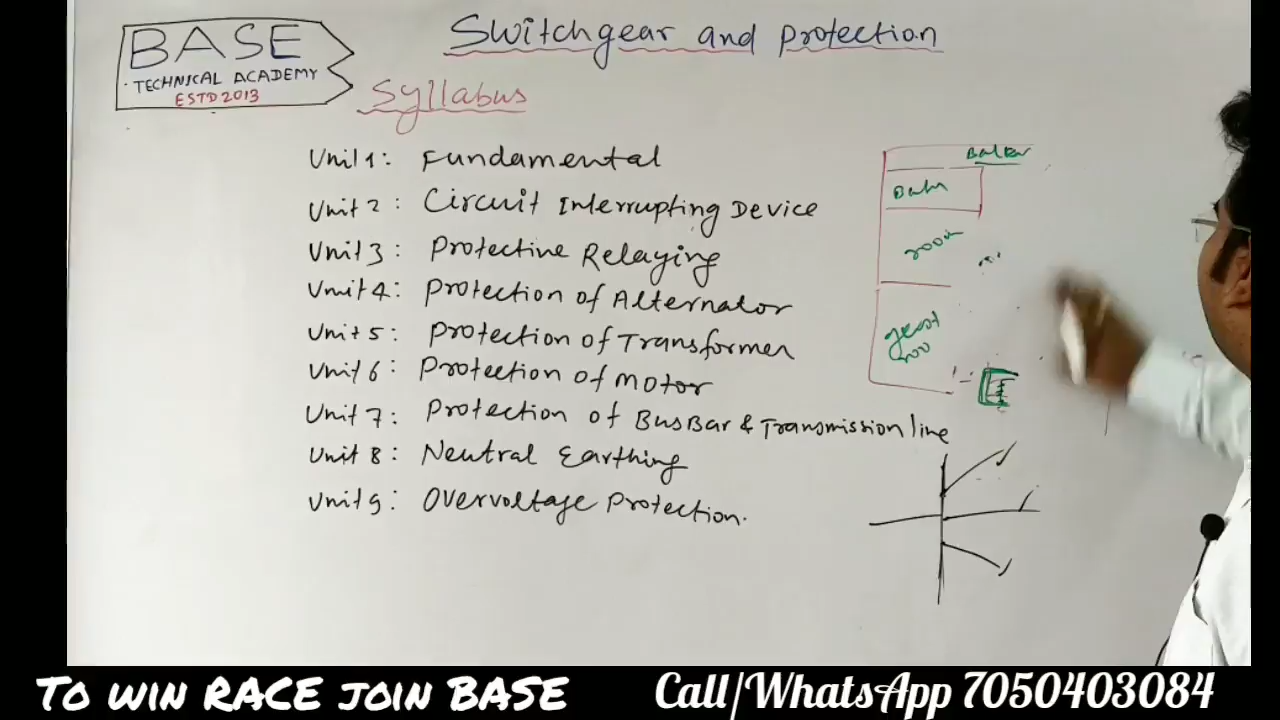 BASE
TECHNICAL ACADEMY
ESTD 2013
Switchgear and protection
Syllabus
Unit 1: Fundamental
Unit 2: Circuit Interrupting Device
Unit 3: Protective Relaying
Unit 4: Protection of Alternator
Unit 5: Protection of Transformer
Unit 6: Protection of motor
Unit 7: Protection of BusBar & Transmission line
Unit 8: Neutral Earthing
Unit 9: Overvoltage Protection.
room
To win RACE join BASE
Call/WhatsApp 7050403084